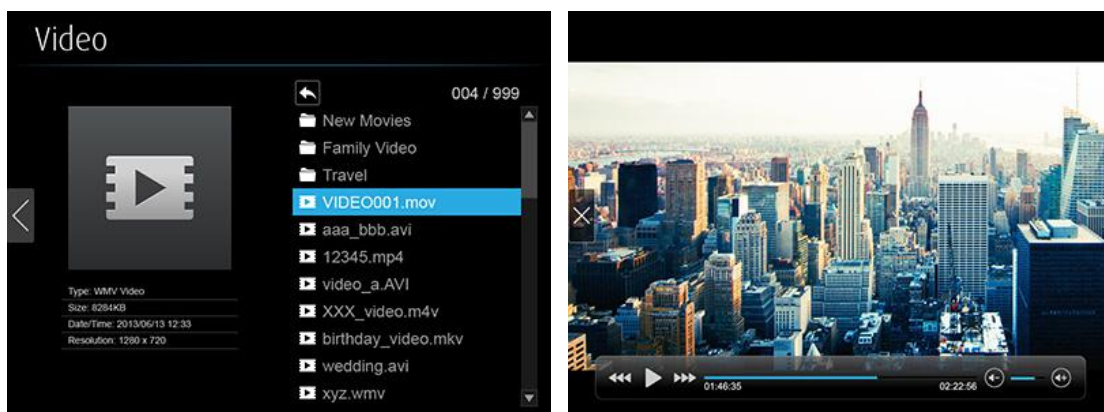 Video
004 / 999
New Movies
Family Video
Travel
VIDEO001.mov
aaa_bbb.avi
12345.mp4
video_a.AVI
XXX_video.m4v
birthday_video.mkv
wedding.avi
xyz.wmv
Type: WMV Video
Size: 8284KB
Date/Time: 2013/06/13 12:33
Resolution: 1280 x 720
01:46:35
02:22:56